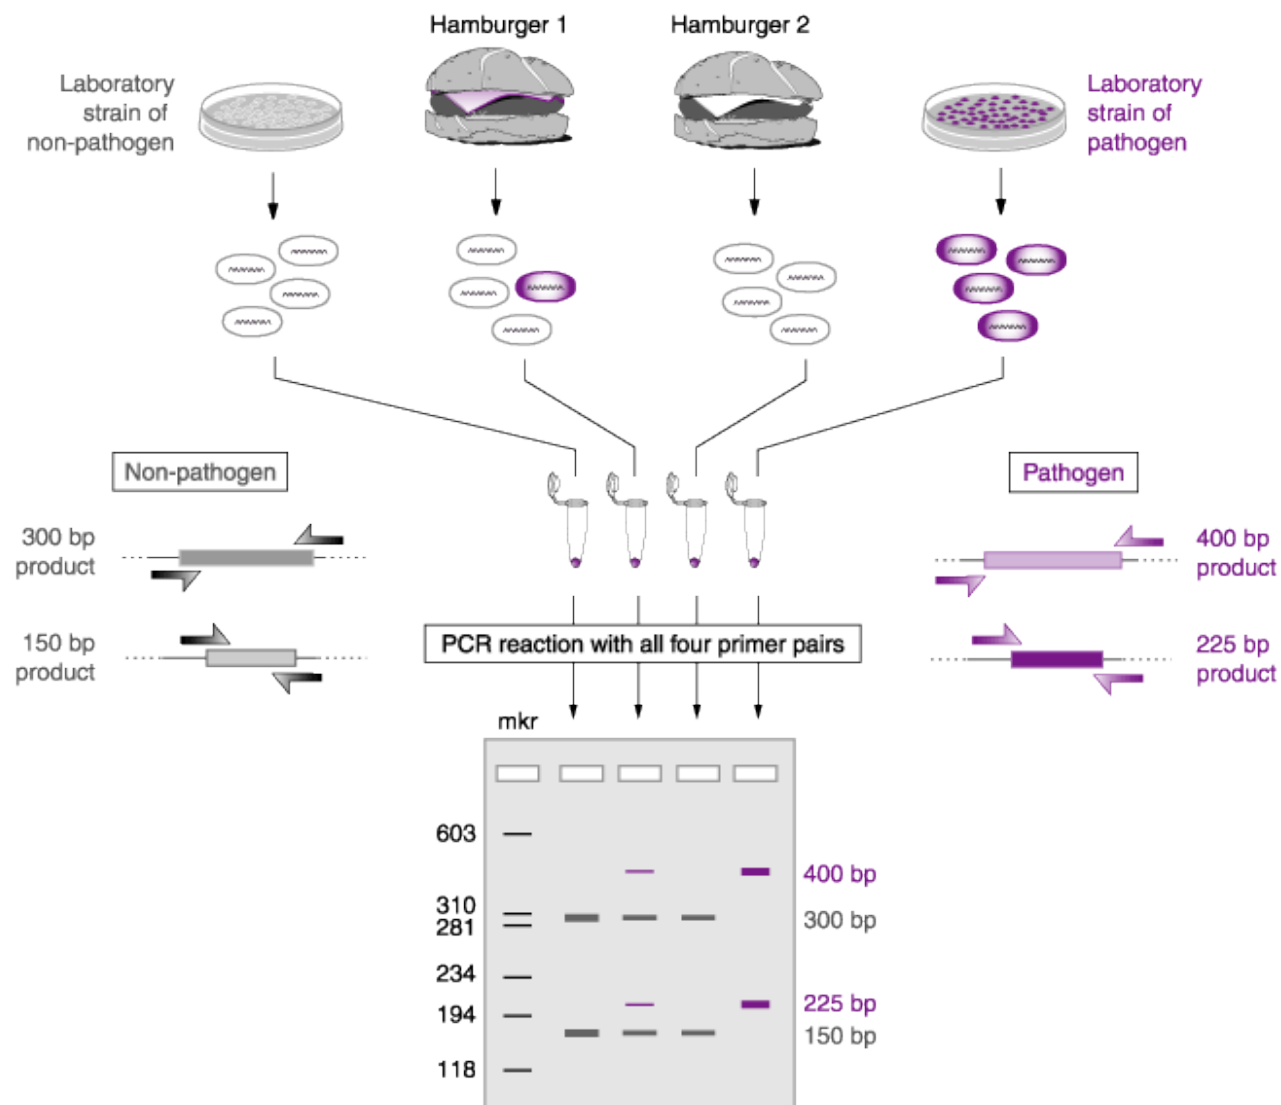 Hamburger 1
Hamburger 2
Laboratory
strain of
non-pathogen
Laboratory
strain of
pathogen
Non-pathogen
Pathogen
300 bp
product
400 bp
product
150 bp
product
PCR reaction with all four primer pairs
225 bp
product
mkr
603
400 bp
310
300 bp
281
234
225 bp
194
150 bp
118